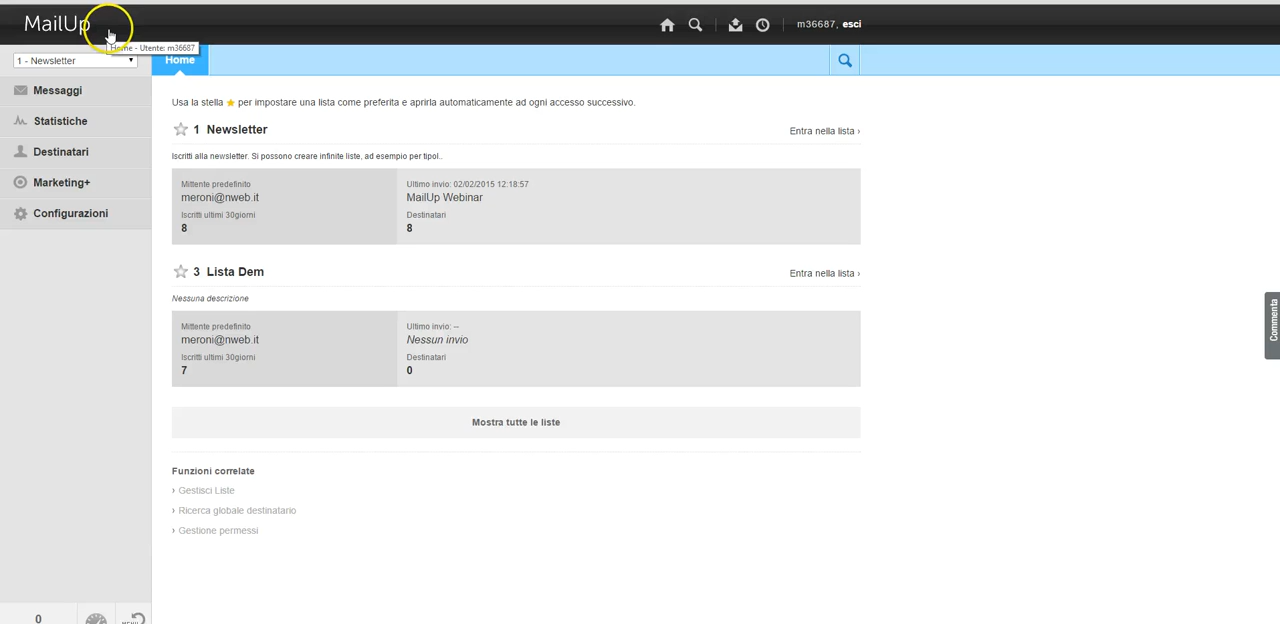 MailUp
m36687, esci
Home - Utente: m36687
1 - Newsletter
Home
Messaggi
Statistiche
Destinatari
Marketing+
Configurazioni
Usa la stella per impostare una lista come preferita e aprirla automaticamente ad ogni accesso successivo.
1 Newsletter
Entra nella lista ›
Iscritti alla newsletter. Si possono creare infinite liste, ad esempio per tipol..
Mittente predefinito
meroni@nweb.it
Iscritti ultimi 30giorni
8
Ultimo invio: 02/02/2015 12:18:57
MailUp Webinar
Destinatari
8
3 Lista Dem
Entra nella lista ›
Nessuna descrizione
Mittente predefinito
meroni@nweb.it
Iscritti ultimi 30giorni
7
Ultimo invio: --
Nessun invio
Destinatari
0
Mostra tutte le liste
Funzioni correlate
› Gestisci Liste
› Ricerca globale destinatario
› Gestione permessi
Commenta
0
MENU